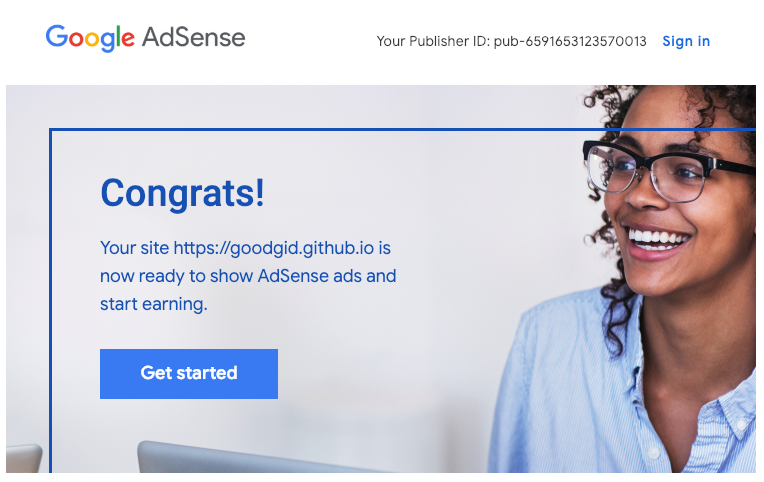 Google AdSense
Your Publisher ID: pub-6591653123570013 Sign in
Congrats!
Your site https://goodgid.github.io is
now ready to show AdSense ads and
start earning.
Get started